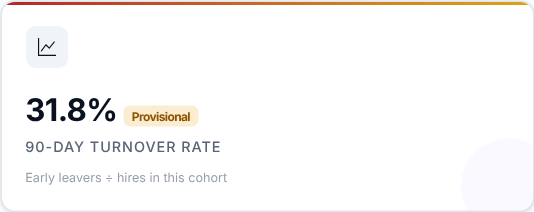 31.8% Provisional
90-DAY TURNOVER RATE
Early leavers ÷ hires in this cohort